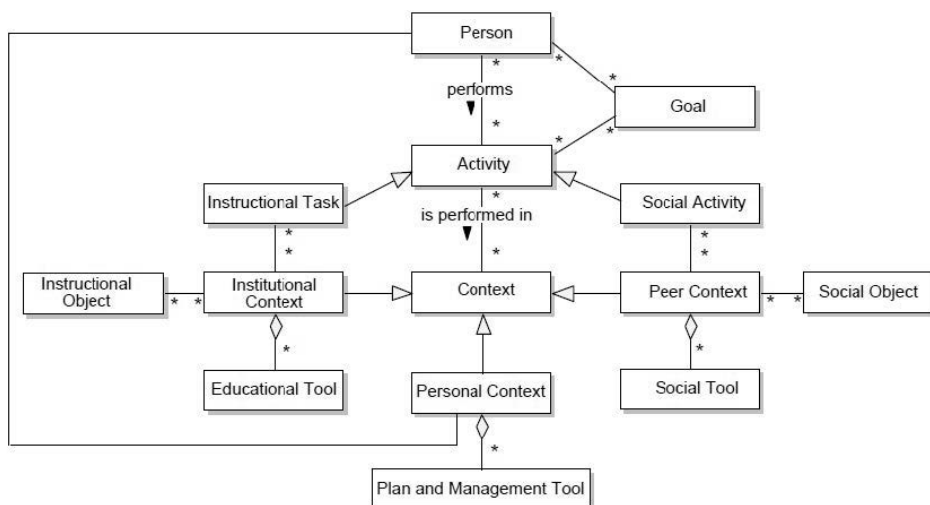 Person
*
*
*
performs
Goal
*
*
*
*
Activity
*
Instructional Task
is performed in
Social Activity
*
*
*
*
*
Instructional
Object
*
*
Institutional
Context
Context
Peer Context
*
*
Social Object
*
*
Educational Tool
Personal Context
Social Tool
*
Plan and Management Tool